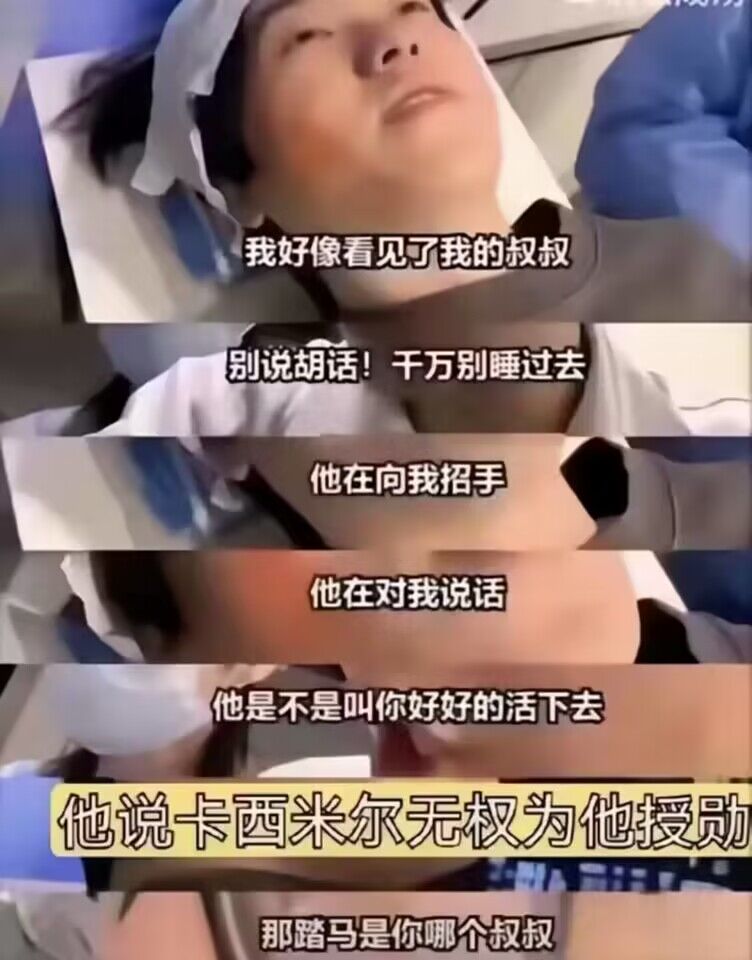 我好像看见了我的叔叔
别说胡话！千万别睡过去
他在向我招手
他在对我说话
他是不是叫你好好的活下去
他说卡西米尔无权为他授勋
那踏马是你哪个叔叔